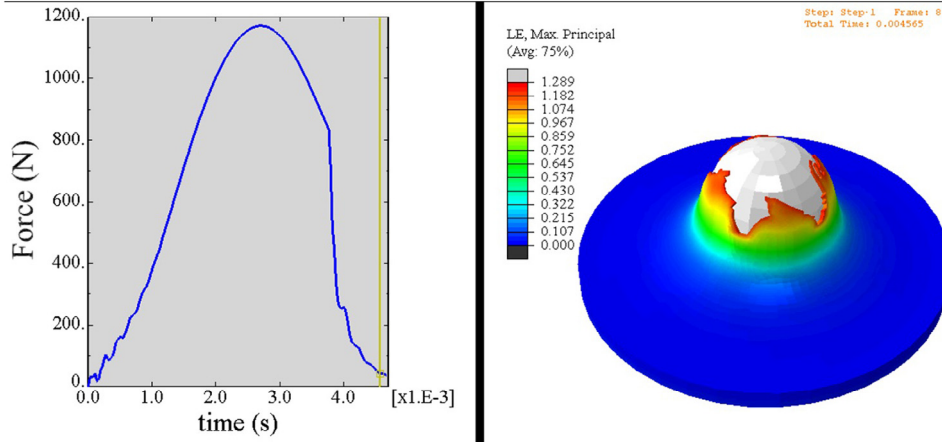 1200.
1000.
800.
600.
400.
200.
0.
0.0 1.0 2.0 3.0 4.0 [x1.E-3]
Force (N)
time (s)
Step: Step-1 Frame: 8
Total Time: 0.004565
LE, Max. Principal
(Avg: 75%)
1.289
1.182
1.074
0.967
0.859
0.752
0.645
0.537
0.430
0.322
0.215
0.107
0.000